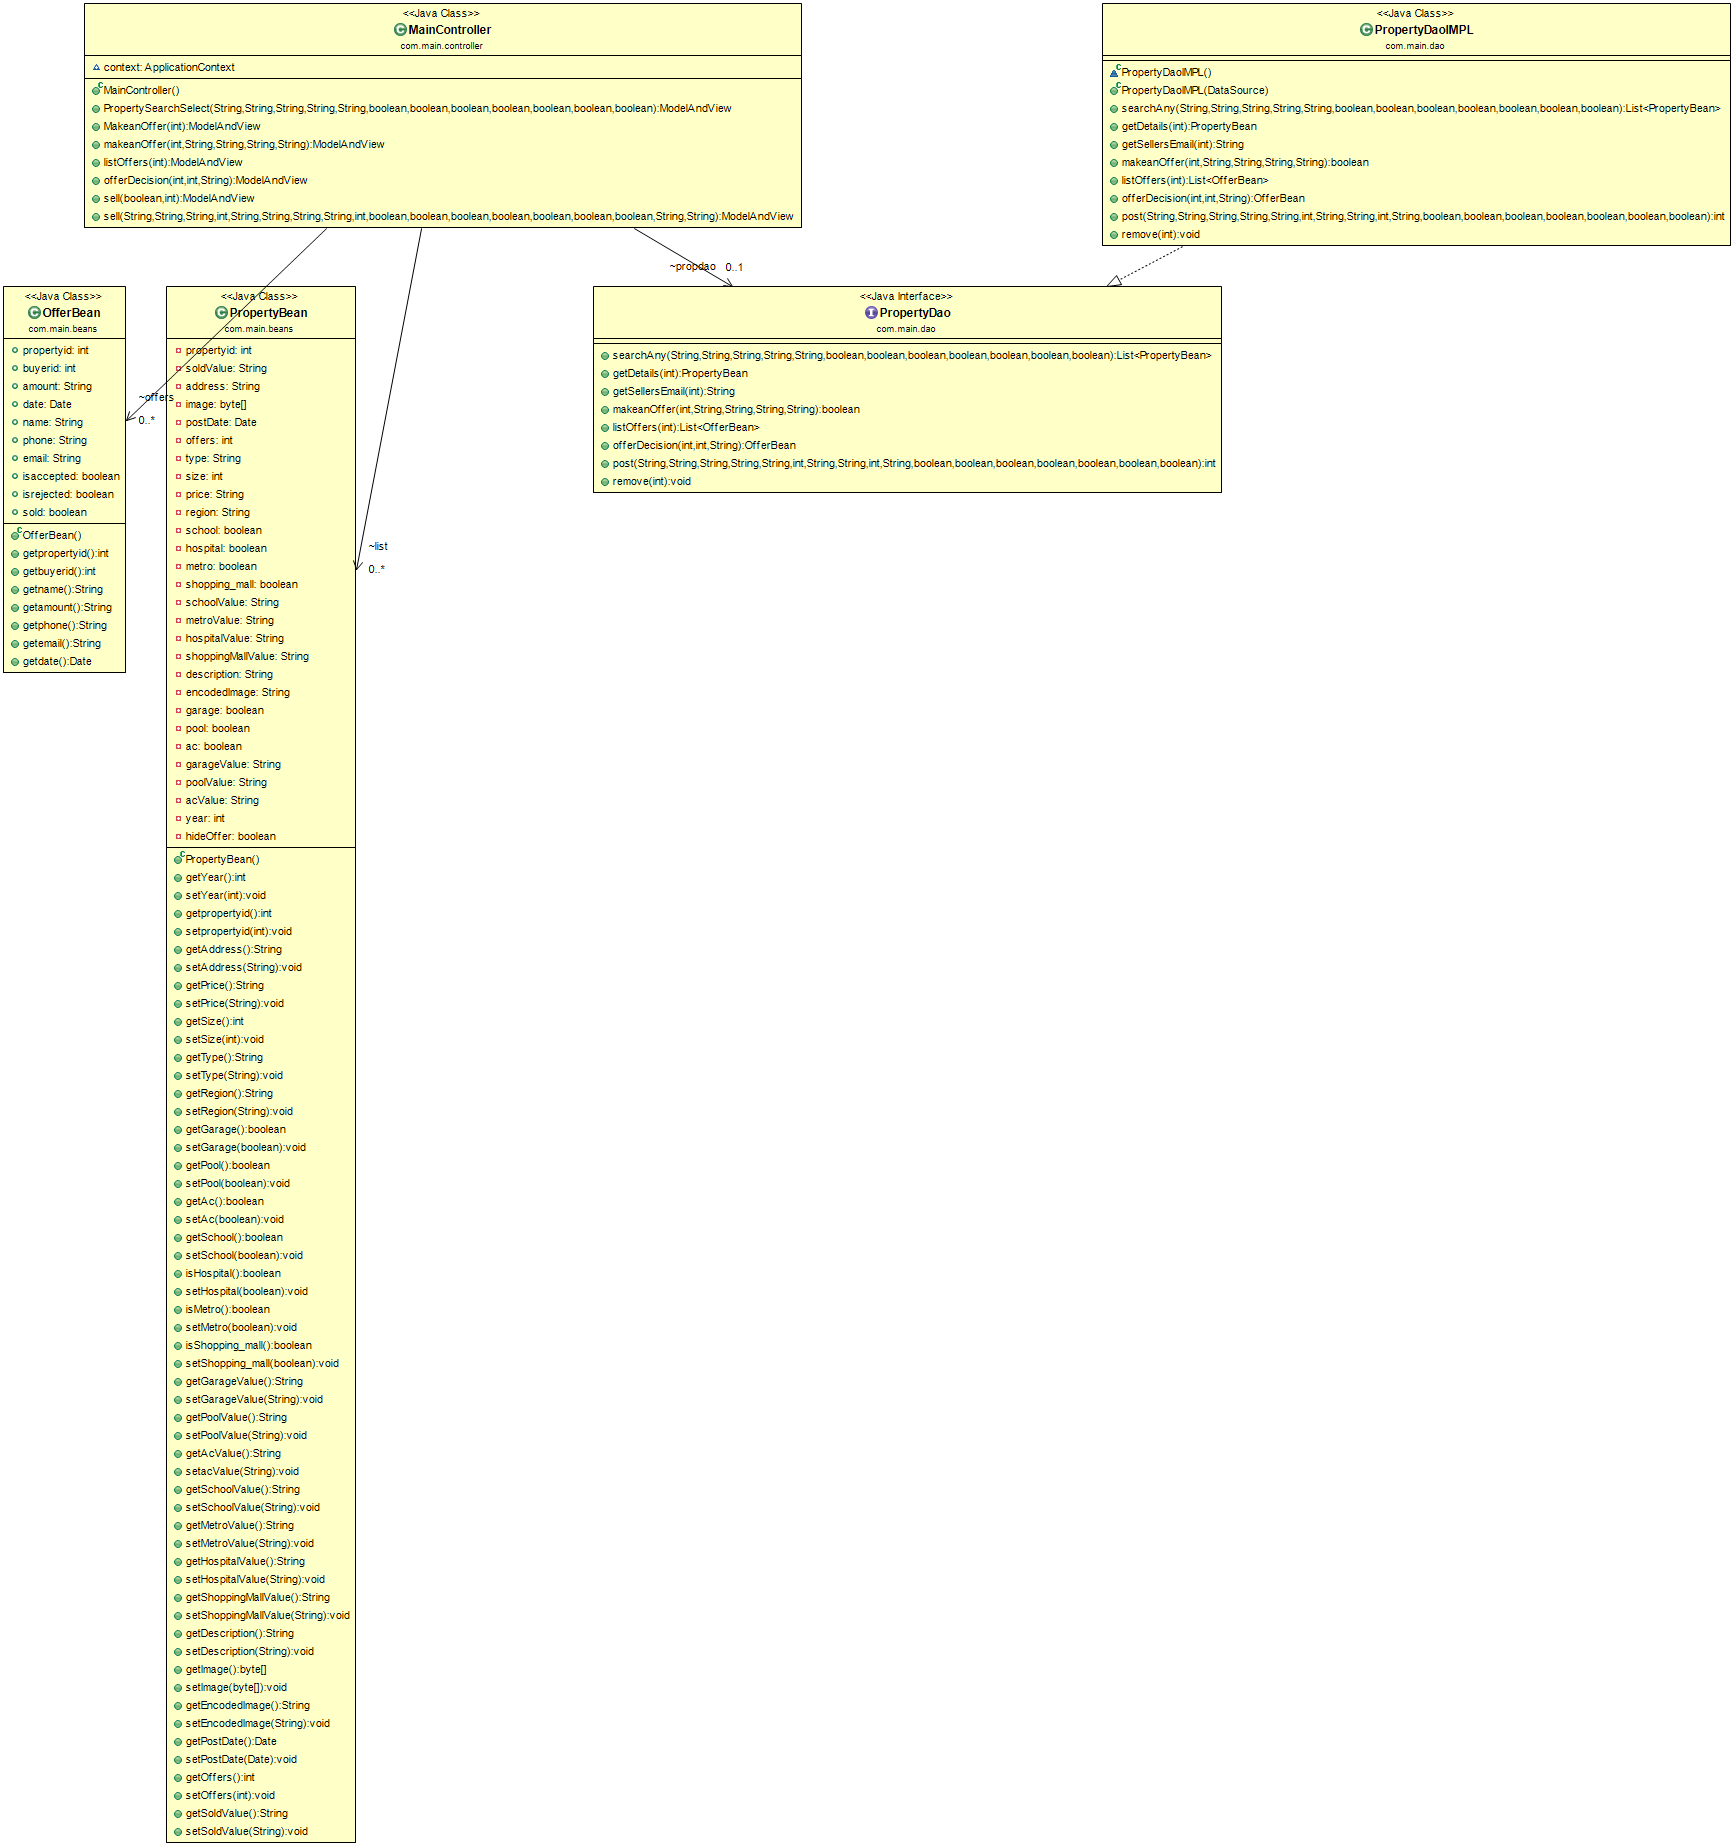 <<Java Class>>
MainController
com.main.controller
context: ApplicationContext
MainController()
PropertySearchSelect(String,String,String,String,String,boolean,boolean,boolean,boolean,boolean,boolean,boolean):ModelAndView
MakeanOffer(int):ModelAndView
makeanOffer(int,String,String,String,String):ModelAndView
listOffers(int):ModelAndView
offerDecision(int,int,String):ModelAndView
sell(boolean,int):ModelAndView
sell(String,String,String,int,String,String,String,String,int,boolean,boolean,boolean,boolean,boolean,boolean,boolean,String,String):ModelAndView
<<Java Class>>
PropertyDaoIMPL
com.main.dao
PropertyDaoIMPL()
PropertyDaoIMPL(DataSource)
searchAny(String,String,String,String,String,boolean,boolean,boolean,boolean,boolean,boolean,boolean):List<PropertyBean>
getDetails(int):PropertyBean
getSellersEmail(int):String
makeanOffer(int,String,String,String,String):boolean
listOffers(int):List<OfferBean>
offerDecision(int,int,String):OfferBean
post(String,String,String,String,String,int,String,String,int,String,boolean,boolean,boolean,boolean,boolean,boolean,boolean):int
remove(int):void
~propdao 0..1
<<Java Class>>
OfferBean
com.main.beans
propertyid: int
buyerid: int
amount: String
date: Date
name: String
phone: String
email: String
isaccepted: boolean
isrejected: boolean
sold: boolean
OfferBean()
getpropertyid():int
getbuyerid():int
getname():String
getamount():String
getphone():String
getemail():String
getdate():Date
~offers
0..*
<<Java Class>>
PropertyBean
com.main.beans
propertyid: int
soldValue: String
address: String
image: byte[]
postDate: Date
offers: int
type: String
size: int
price: String
region: String
school: boolean
hospital: boolean
metro: boolean
shopping_mall: boolean
schoolValue: String
metroValue: String
hospitalValue: String
shoppingMallValue: String
description: String
encodedImage: String
garage: boolean
pool: boolean
ac: boolean
garageValue: String
poolValue: String
acValue: String
year: int
hideOffer: boolean
PropertyBean()
getYear():int
setYear(int):void
getpropertyid():int
setpropertyid(int):void
getAddress():String
setAddress(String):void
getPrice():String
setPrice(String):void
getSize():int
setSize(int):void
getType():String
setType(String):void
getRegion():String
setRegion(String):void
getGarage():boolean
setGarage(boolean):void
getPool():boolean
setPool(boolean):void
getAc():boolean
setAc(boolean):void
getSchool():boolean
setSchool(boolean):void
isHospital():boolean
setHospital(boolean):void
isMetro():boolean
setMetro(boolean):void
isShopping_mall():boolean
setShopping_mall(boolean):void
getGarageValue():String
setGarageValue(String):void
getPoolValue():String
setPoolValue(String):void
getAcValue():String
setacValue(String):void
getSchoolValue():String
setSchoolValue(String):void
getMetroValue():String
setMetroValue(String):void
getHospitalValue():String
setHospitalValue(String):void
getShoppingMallValue():String
setShoppingMallValue(String):void
getDescription():String
setDescription(String):void
getImage():byte[]
setImage(byte[]):void
getEncodedImage():String
setEncodedImage(String):void
getPostDate():Date
setPostDate(Date):void
getOffers():int
setOffers(int):void
getSoldValue():String
setSoldValue(String):void
~list
0..*
<<Java Interface>>
PropertyDao
com.main.dao
searchAny(String,String,String,String,String,boolean,boolean,boolean,boolean,boolean,boolean,boolean):List<PropertyBean>
getDetails(int):PropertyBean
getSellersEmail(int):String
makeanOffer(int,String,String,String,String):boolean
listOffers(int):List<OfferBean>
offerDecision(int,int,String):OfferBean
post(String,String,String,String,String,int,String,String,int,String,boolean,boolean,boolean,boolean,boolean,boolean,boolean):int
remove(int):void